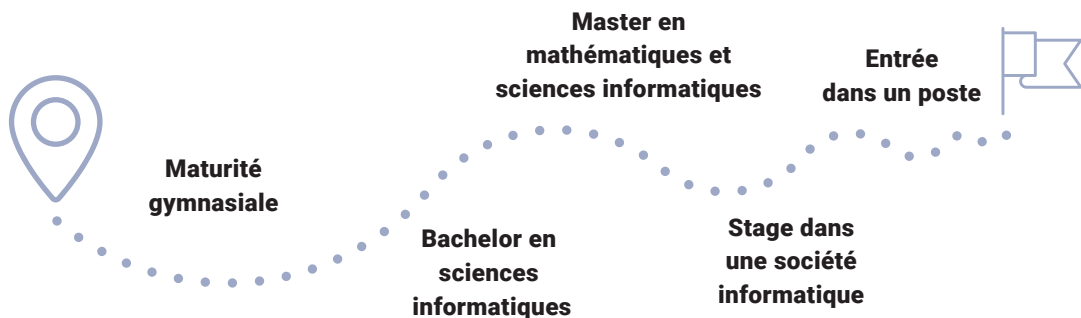 Maturité
gymnasiale
Bachelor en
sciences
informatiques
Master en
mathématiques et
sciences informatiques
Stage dans
une société
informatique
Entrée
dans un poste